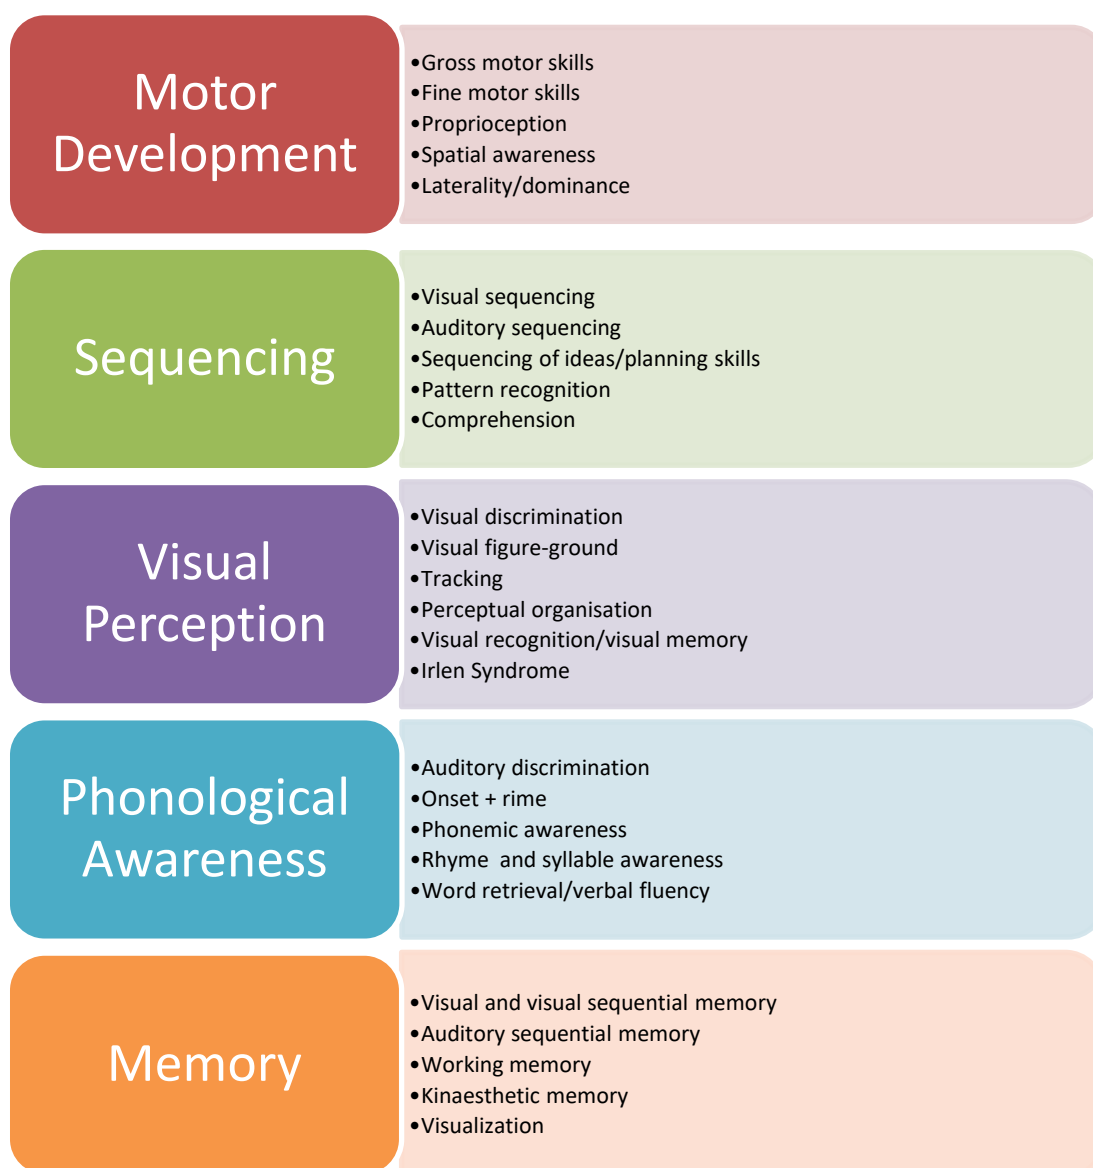 Motor
Development
•Gross motor skills
•Fine motor skills
•Proprioception
•Spatial awareness
•Laterality/dominance
Sequencing
•Visual sequencing
•Auditory sequencing
•Sequencing of ideas/planning skills
•Pattern recognition
•Comprehension
Visual
Perception
•Visual discrimination
•Visual figure-ground
•Tracking
•Perceptual organisation
•Visual recognition/visual memory
•Irlen Syndrome
Phonological
Awareness
•Auditory discrimination
•Onset + rime
•Phonemic awareness
•Rhyme  and syllable awareness
•Word retrieval/verbal fluency
Memory
•Visual and visual sequential memory
•Auditory sequential memory
•Working memory
•Kinaesthetic memory
•Visualization